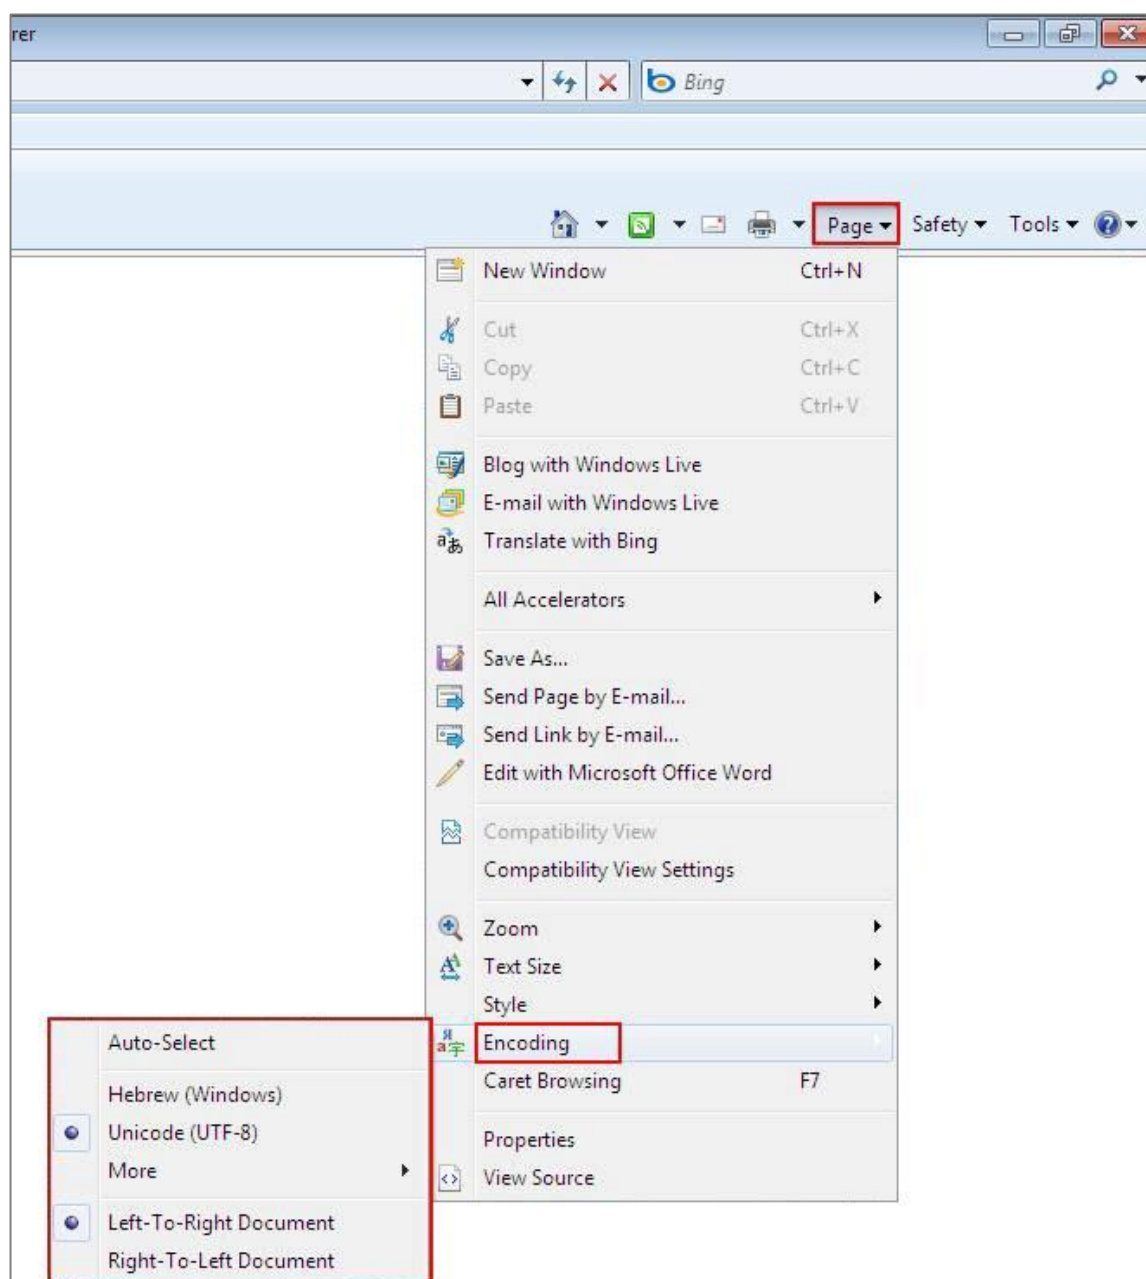 rer
Bing
Page Safety Tools
New Window Ctrl+N
Cut Ctrl+X
Copy Ctrl+C
Paste Ctrl+V
Blog with Windows Live
E-mail with Windows Live
Translate with Bing
All Accelerators
Save As...
Send Page by E-mail...
Send Link by E-mail...
Edit with Microsoft Office Word
Compatibility View
Compatibility View Settings
Zoom
Text Size
Style
Encoding
Caret Browsing F7
Properties
View Source
Auto-Select
Hebrew (Windows)
Unicode (UTF-8)
More
Left-To-Right Document
Right-To-Left Document